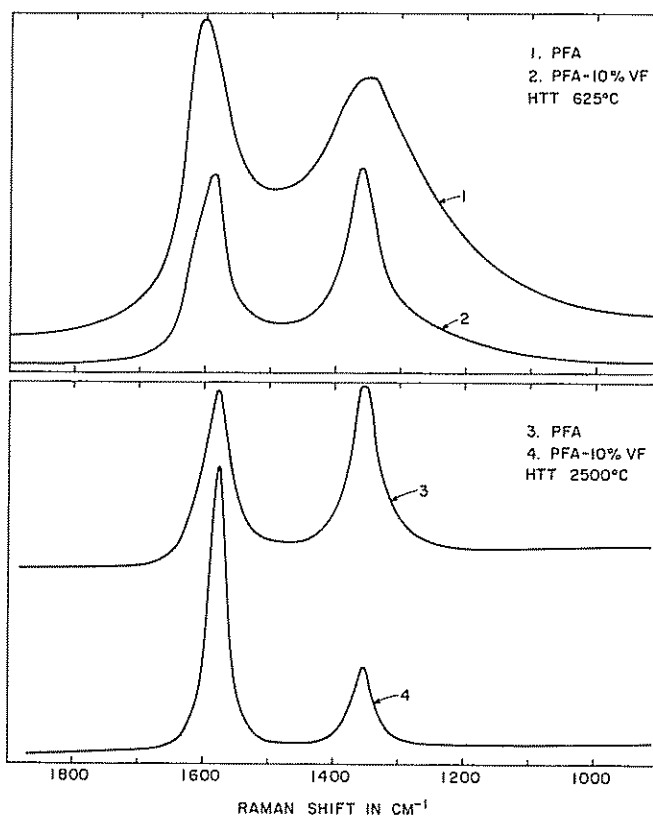 1. PFA
2. PFA-10% VF
HTT 625°C
1
2
3. PFA
4. PFA-10% VF
HTT 2500°C
3
4
1800 1600 1400 1200 1000
RAMAN SHIFT IN CM⁻¹